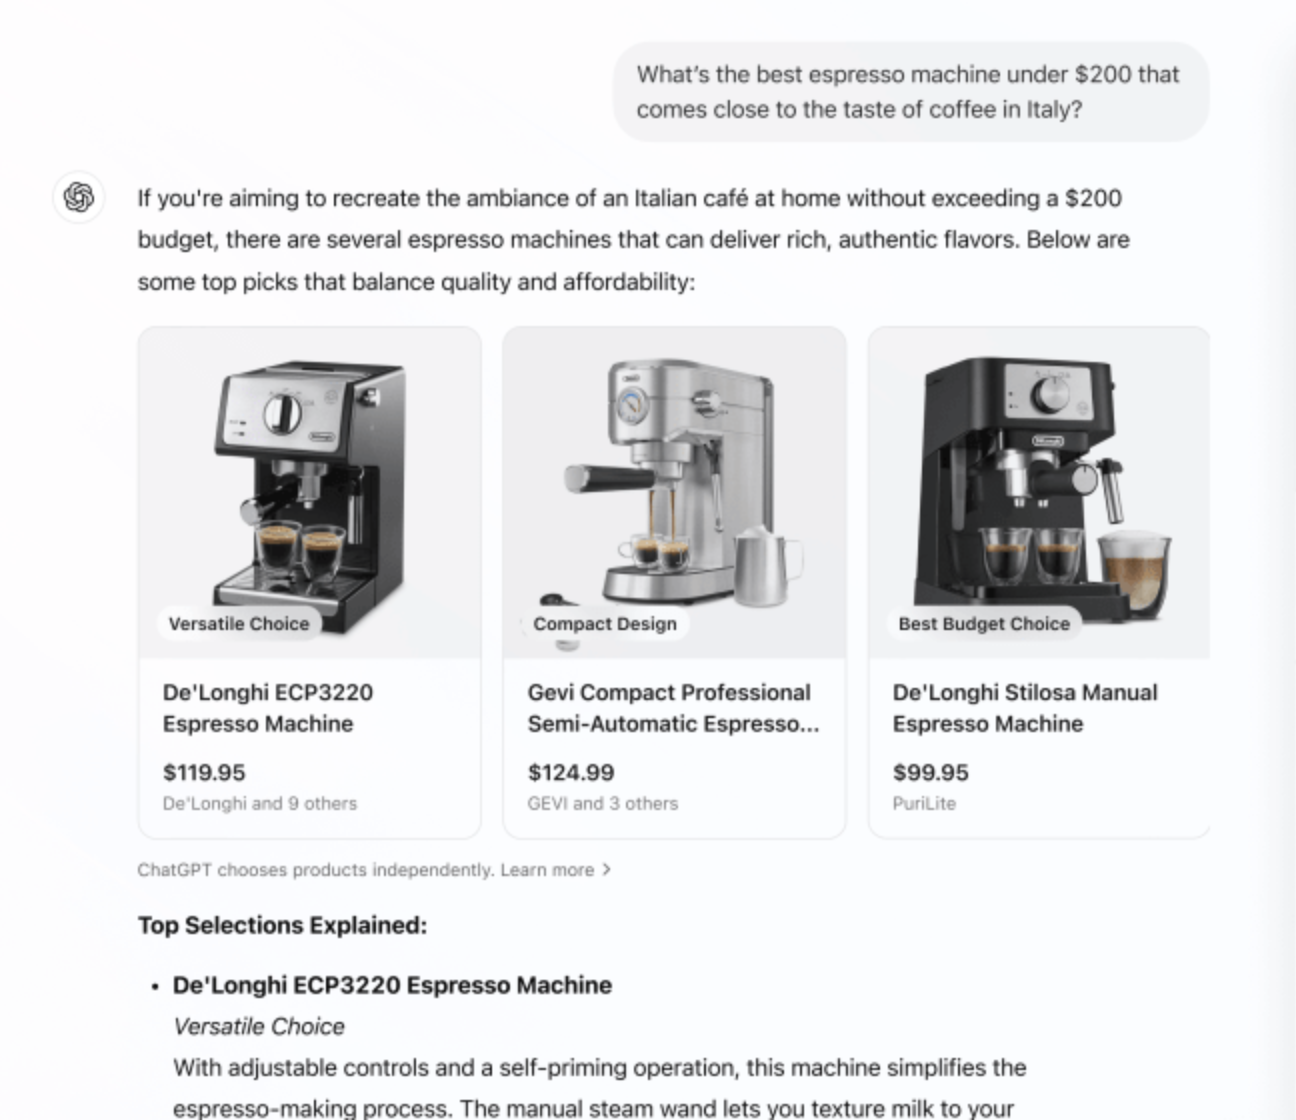 What's the best espresso machine under $200 that
comes close to the taste of coffee in Italy?
If you're aiming to recreate the ambiance of an Italian café at home without exceeding a $200
budget, there are several espresso machines that can deliver rich, authentic flavors. Below are
some top picks that balance quality and affordability:
Versatile Choice
De'Longhi ECP3220
Espresso Machine
$119.95
De'Longhi and 9 others
Compact Design
Gevi Compact Professional
Semi-Automatic Espresso...
$124.99
GEVI and 3 others
DeLonghi
Best Budget Choice
De'Longhi Stilosa Manual
Espresso Machine
$99.95
PuriLite
ChatGPT chooses products independently. Learn more >
Top Selections Explained:
• De'Longhi ECP3220 Espresso Machine
Versatile Choice
With adjustable controls and a self-priming operation, this machine simplifies the
espresso-making process. The manual steam wand lets you texture milk to your